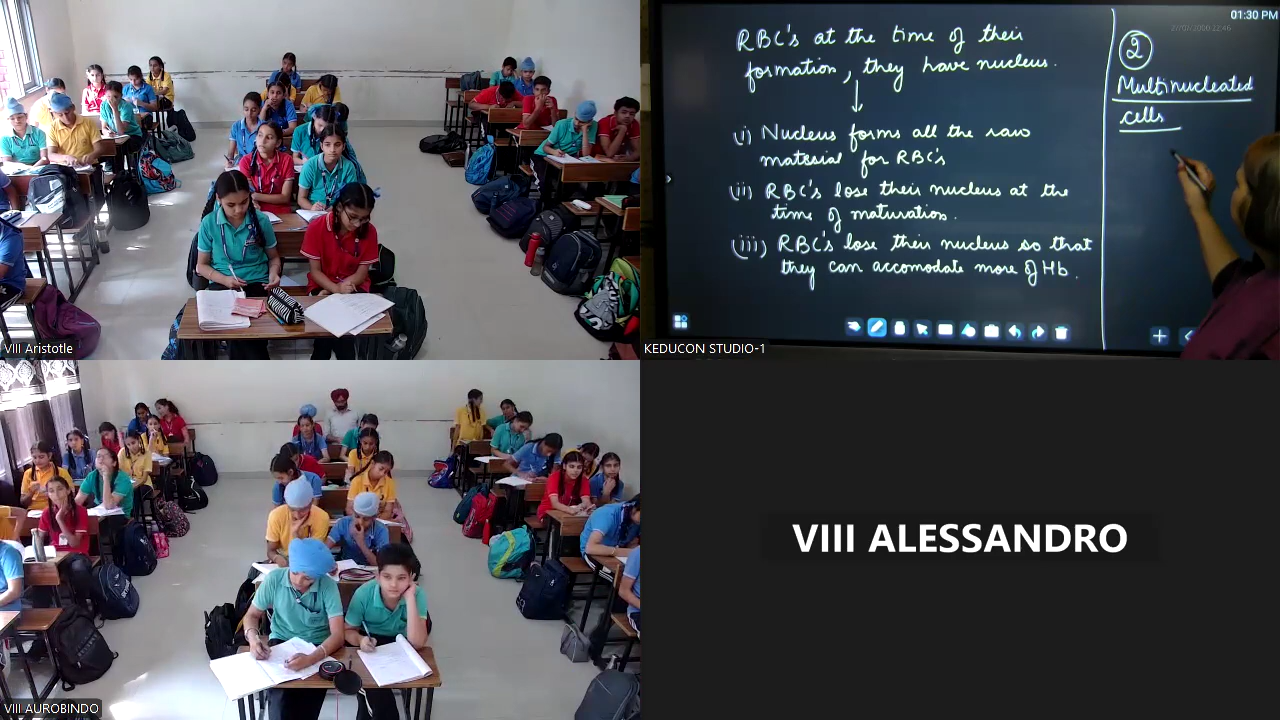 01:30 PM
RBC's at the time of their
formation, they have nucleus.
(i) Nucleus forms all the raw
material for RBC's
(ii) RBC's lose their nucleus at the
time of maturation.
(iii) RBC's lose their nucleus so that
they can accomodate more of Hb.
2
Multinucleated
cells
VIII Aristotle
KEDUCON STUDIO-1
VIII AUROBINDO
VIII ALESSANDRO